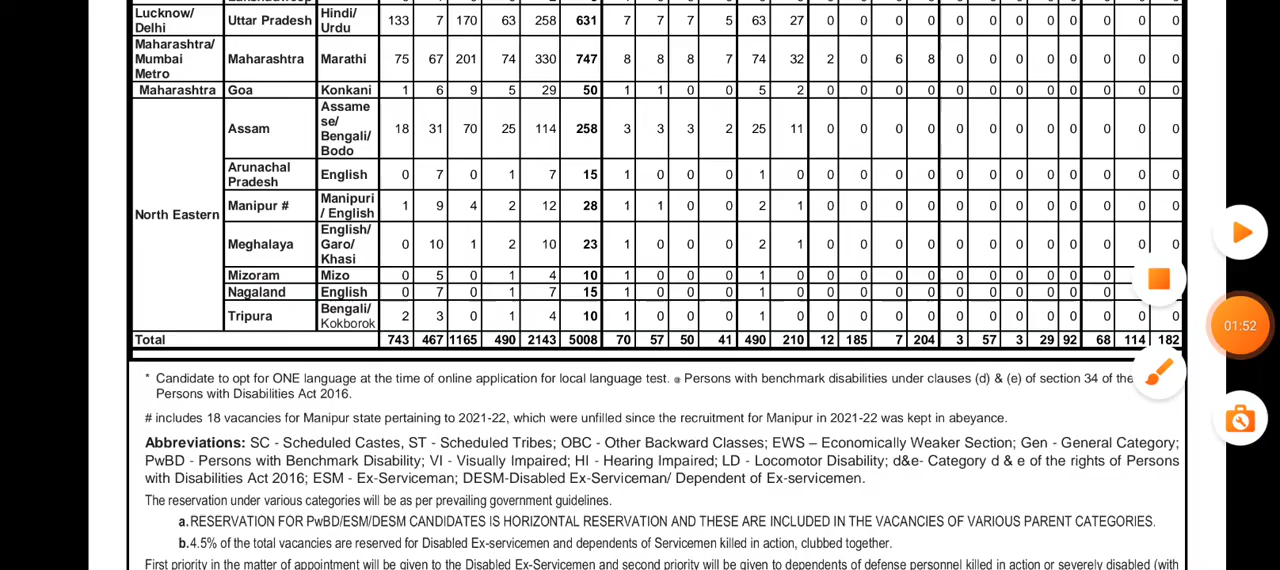 Lucknow/ Delhi Uttar Pradesh Hindi/ Urdu 133 7 170 63 258 631 7 7 7 5 63 27 0 0 0 0 0 0 0 0 0 0 0 0
Maharashtra/ Mumbai Metro Maharashtra Marathi 75 67 201 74 330 747 8 8 8 7 74 32 2 0 6 8 0 0 0 0 0 0 0 0
Maharashtra Goa Konkani 1 6 9 5 29 50 1 1 0 0 5 2 0 0 0 0 0 0 0 0 0 0 0 0
North Eastern Assam Assame se/ Bengali/ Bodo 18 31 70 25 114 258 3 3 3 2 25 11 0 0 0 0 0 0 0 0 0 0 0 0
Arunachal Pradesh English 0 7 0 1 7 15 1 0 0 0 1 0 0 0 0 0 0 0 0 0 0 0 0 0
Manipur # Manipuri / English 1 9 4 2 12 28 1 1 0 0 2 1 0 0 0 0 0 0 0 0 0 0 0 0
Meghalaya English/ Garo/ Khasi 0 10 1 2 10 23 1 0 0 0 2 1 0 0 0 0 0 0 0 0 0 0 0 0
Mizoram Mizo 0 5 0 1 4 10 1 0 0 0 1 0 0 0 0 0 0 0 0 0 0 0
Nagaland English 0 7 0 1 7 15 1 0 0 0 1 0 0 0 0 0 0 0 0 0 0 0
Tripura Bengali/ Kokborok 2 3 0 1 4 10 1 0 0 0 1 0 0 0 0 0 0 0 0 0 0 0 0 0
Total 743 467 1165 490 2143 5008 70 57 50 41 490 210 12 185 7 204 3 57 3 29 92 68 114 182
* Candidate to opt for ONE language at the time of online application for local language test. @ Persons with benchmark disabilities under clauses (d) & (e) of section 34 of the
Persons with Disabilities Act 2016.
# includes 18 vacancies for Manipur state pertaining to 2021-22, which were unfilled since the recruitment for Manipur in 2021-22 was kept in abeyance.
Abbreviations: SC - Scheduled Castes, ST - Scheduled Tribes; OBC - Other Backward Classes; EWS – Economically Weaker Section; Gen - General Category;
PwBD - Persons with Benchmark Disability; VI - Visually Impaired; HI - Hearing Impaired; LD - Locomotor Disability; d&e- Category d & e of the rights of Persons
with Disabilities Act 2016; ESM - Ex-Serviceman; DESM-Disabled Ex-Serviceman/ Dependent of Ex-servicemen.
The reservation under various categories will be as per prevailing government guidelines.
a. RESERVATION FOR PwBD/ESM/DESM CANDIDATES IS HORIZONTAL RESERVATION AND THESE ARE INCLUDED IN THE VACANCIES OF VARIOUS PARENT CATEGORIES.
b. 4.5% of the total vacancies are reserved for Disabled Ex-servicemen and dependents of Servicemen killed in action, clubbed together.
First priority in the matter of appointment will be given to the Disabled Ex-Servicemen and second priority will be given to dependents of defense personnel killed in action or severely disabled (with
01:52